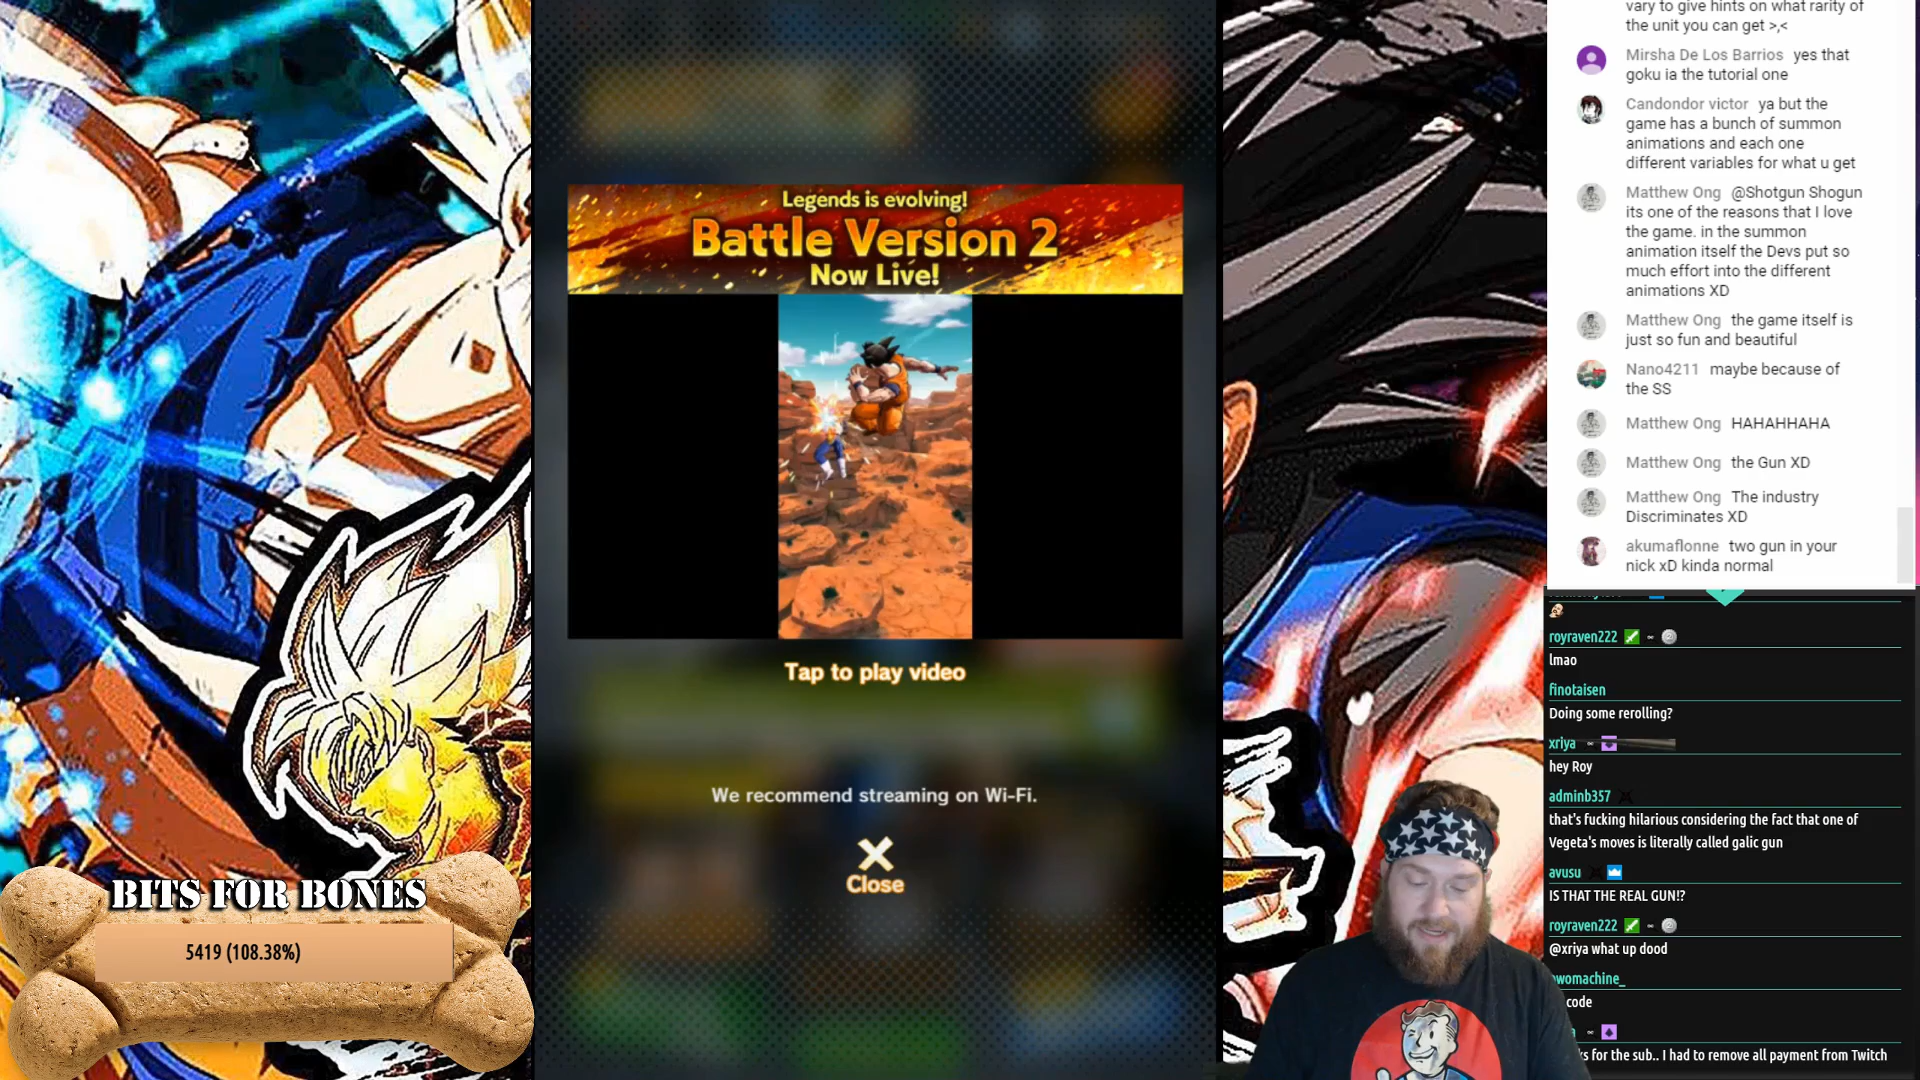 Legends is evolving!
Battle Version 2
Now Live!
Tap to play video
We recommend streaming on Wi-Fi.
Close
BITS FOR BONES
5419 (108.38%)
vary to give hints on what rarity of
the unit you can get >,<
Mirsha De Los Barrios yes that
goku ia the tutorial one
Candondor victor ya but the
game has a bunch of summon
animations and each one
different variables for what u get
Matthew Ong @Shotgun Shogun
its one of the reasons that I love
the game. in the summon
animation itself the Devs put so
much effort into the different
animations XD
Matthew Ong the game itself is
just so fun and beautiful
Nano4211 maybe because of
the SS
Matthew Ong HAHAHHAHA
Matthew Ong the Gun XD
Matthew Ong The industry
Discriminates XD
akumaflonne two gun in your
nick xD kinda normal
royraven222
lmao
finotaisen
Doing some rerolling?
xriya
hey Roy
adminb357
that's fucking hilarious considering the fact that one of
Vegeta's moves is literally called galic gun
avusu
IS THAT THE REAL GUN!?
royraven222
@xriya what up dood
womachine_
code
for the sub.. I had to remove all payment from Twitch